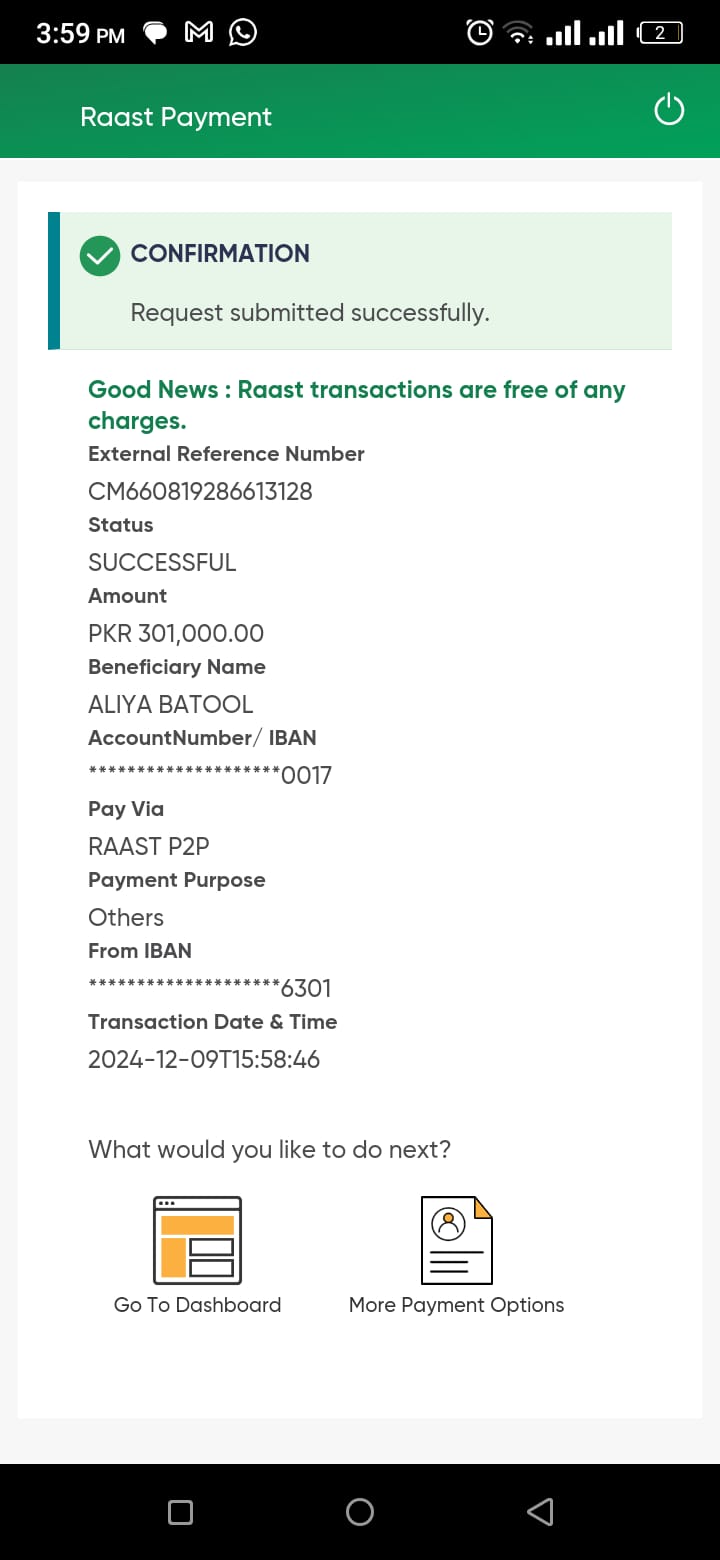 3:59 PM
2
Raast Payment
CONFIRMATION
Request submitted successfully.
Good News : Raast transactions are free of any
charges.
External Reference Number
CM660819286613128
Status
SUCCESSFUL
Amount
PKR 301,000.00
Beneficiary Name
ALIYA BATOOL
AccountNumber/ IBAN
********************0017
Pay Via
RAAST P2P
Payment Purpose
Others
From IBAN
********************6301
Transaction Date & Time
2024-12-09T15:58:46
What would you like to do next?
Go To Dashboard
More Payment Options